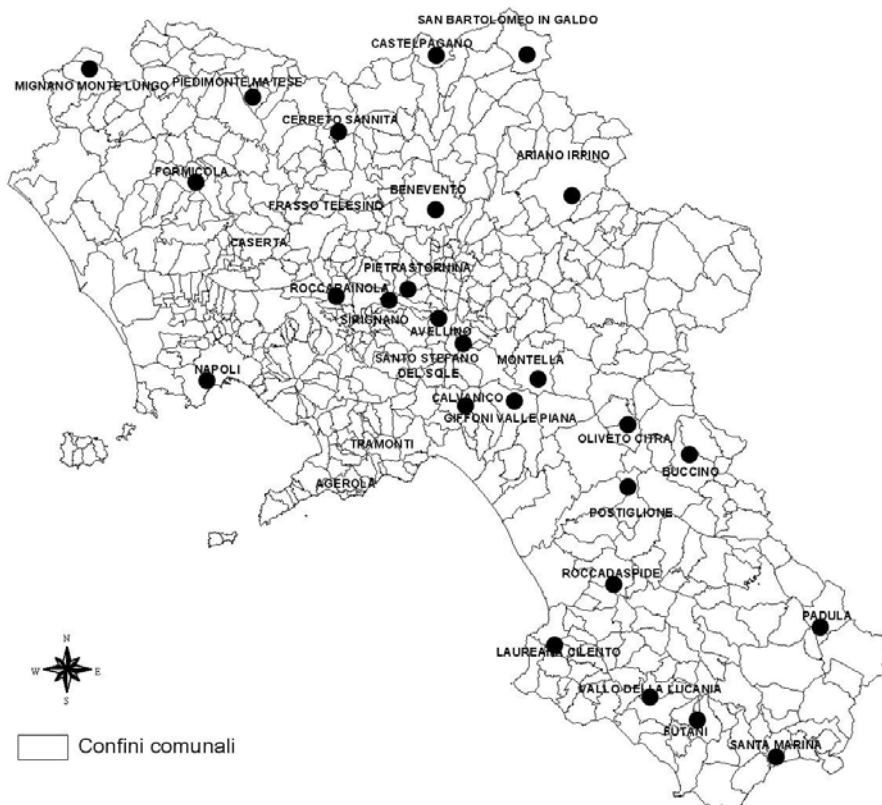 SAN BARTOLOMEO IN GALDO
CASTELPAGANO
MIGNANO MONTE LUNGO
PIEDIMONTE MATESE
CERRETO SANNITA
ARIANO IRPINO
FORMICOLA
BENEVENTO
FRASSO TELESINO
CASERTA
PIETRASTORNINA
ROCCARAINOLA
SIRIGNANO
AVELLINO
SANTO STEFANO
DEL SOLE
MONTELLA
NAPOLI
CALVANICO
GIFFONI VALLE PIANA
OLIVETO CITRA
TRAMONTI
BUCCINO
AGEROLA
POSTIGLIONE
ROCCADASPIDE
PADULA
LAUREANA CILENTO
VALLO DELLA LUCANIA
FUTANI
SANTA MARINA
N
W E
S
Confini comunali